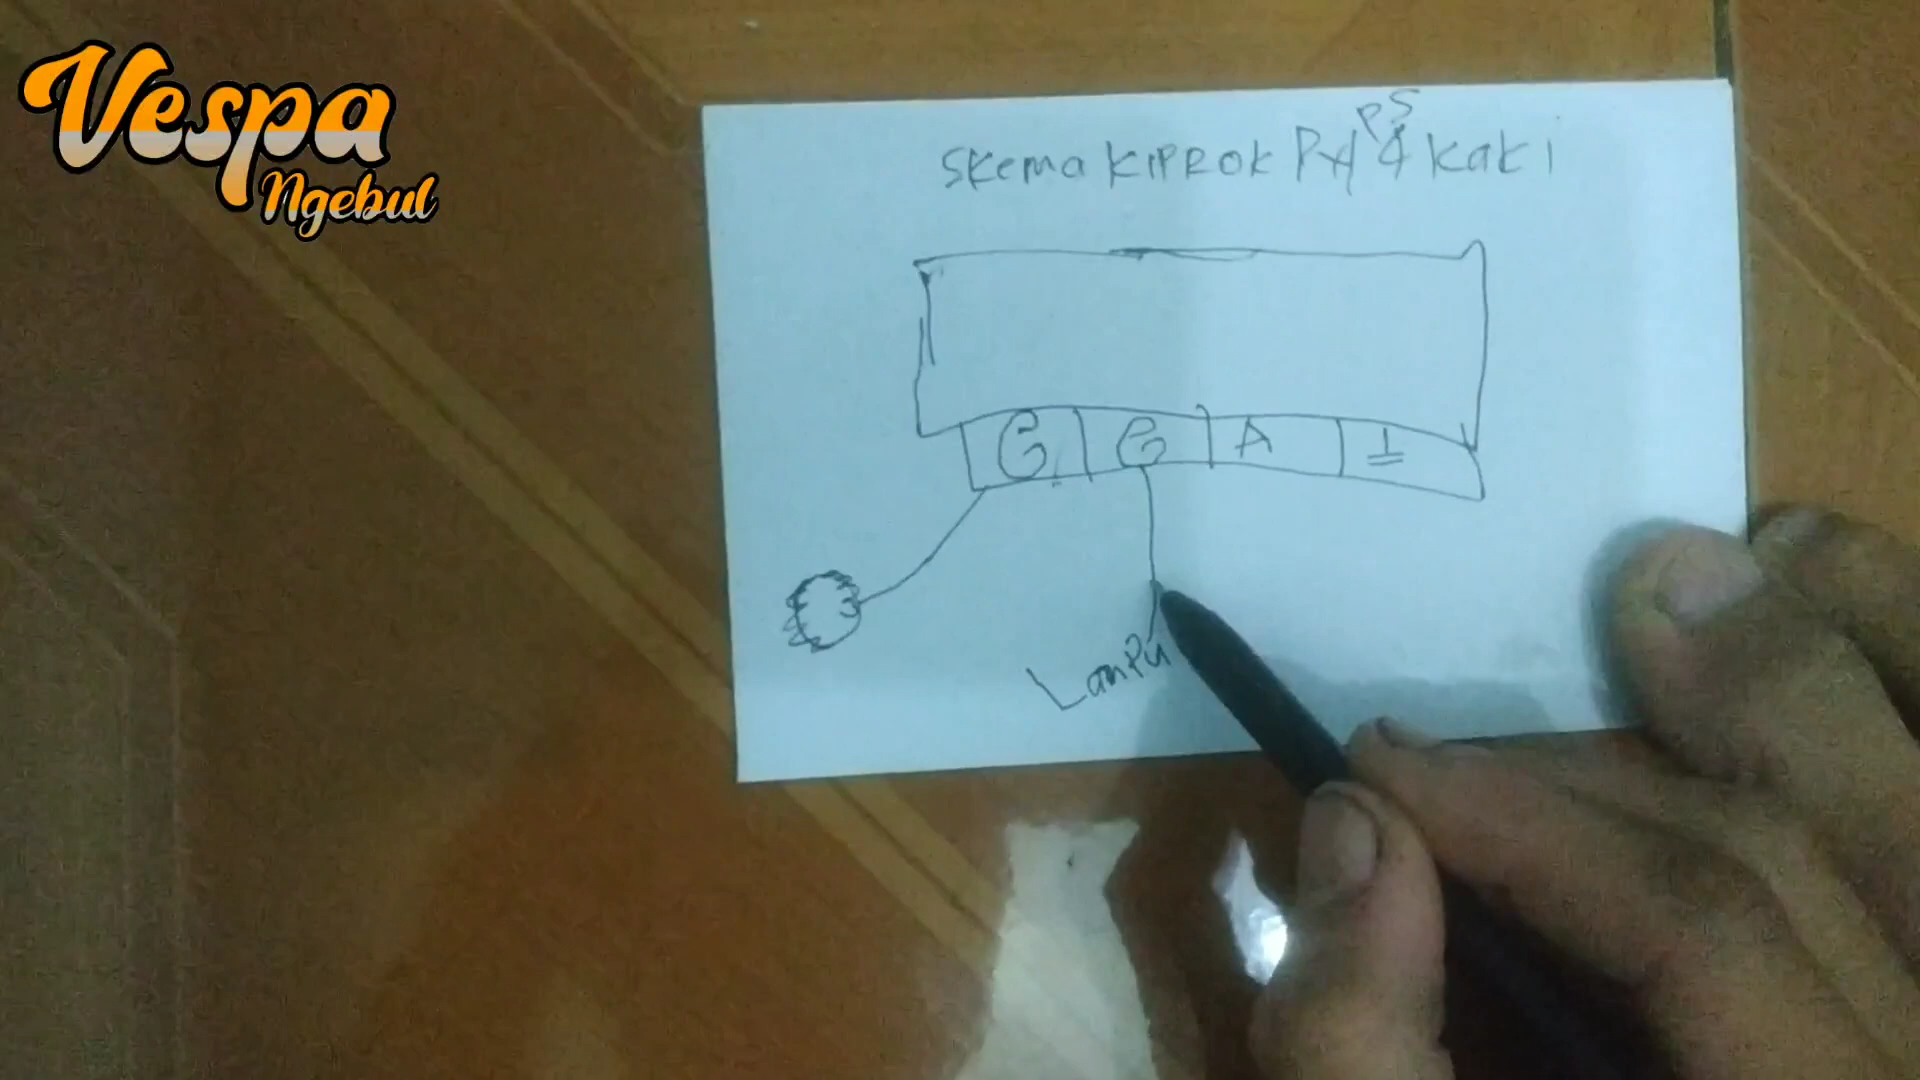 Vespa
Ngebul
PS
SKema KIPROK 4 KaKI
G G A
LamPu